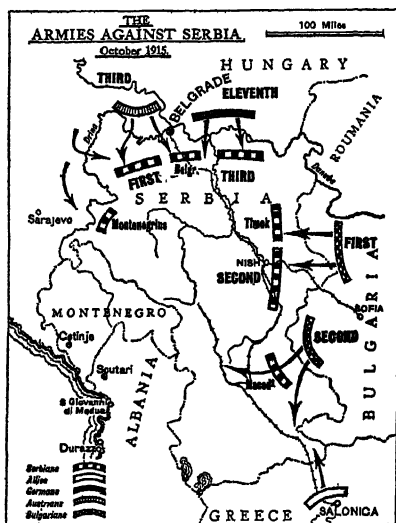 THE
ARMIES AGAINST SERBIA.
October 1915.
100 Miles
HUNGARY
THIRD
ELEVENTH
BELGRADE
ROUMANIA
Drina
Danube
FIRST
Belgr.
THIRD
SERBIA
Sarajevo
Montenegrins
Timok
FIRST
NISH
SECOND
SOFIA
MONTENEGRO
Cetinje
Scutari
SECOND
BULGARIA
ALBANIA
S Giovanni
di Medua
Durazzo
Serbians
Allies
Germans
Austrians
Bulgarians
GREECE
SALONICA